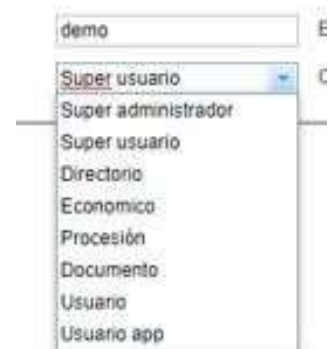 demo
E
Super usuario
C
Super administrador
Super usuario
Directorio
Economico
Procesión
Documento
Usuario
Usuario app